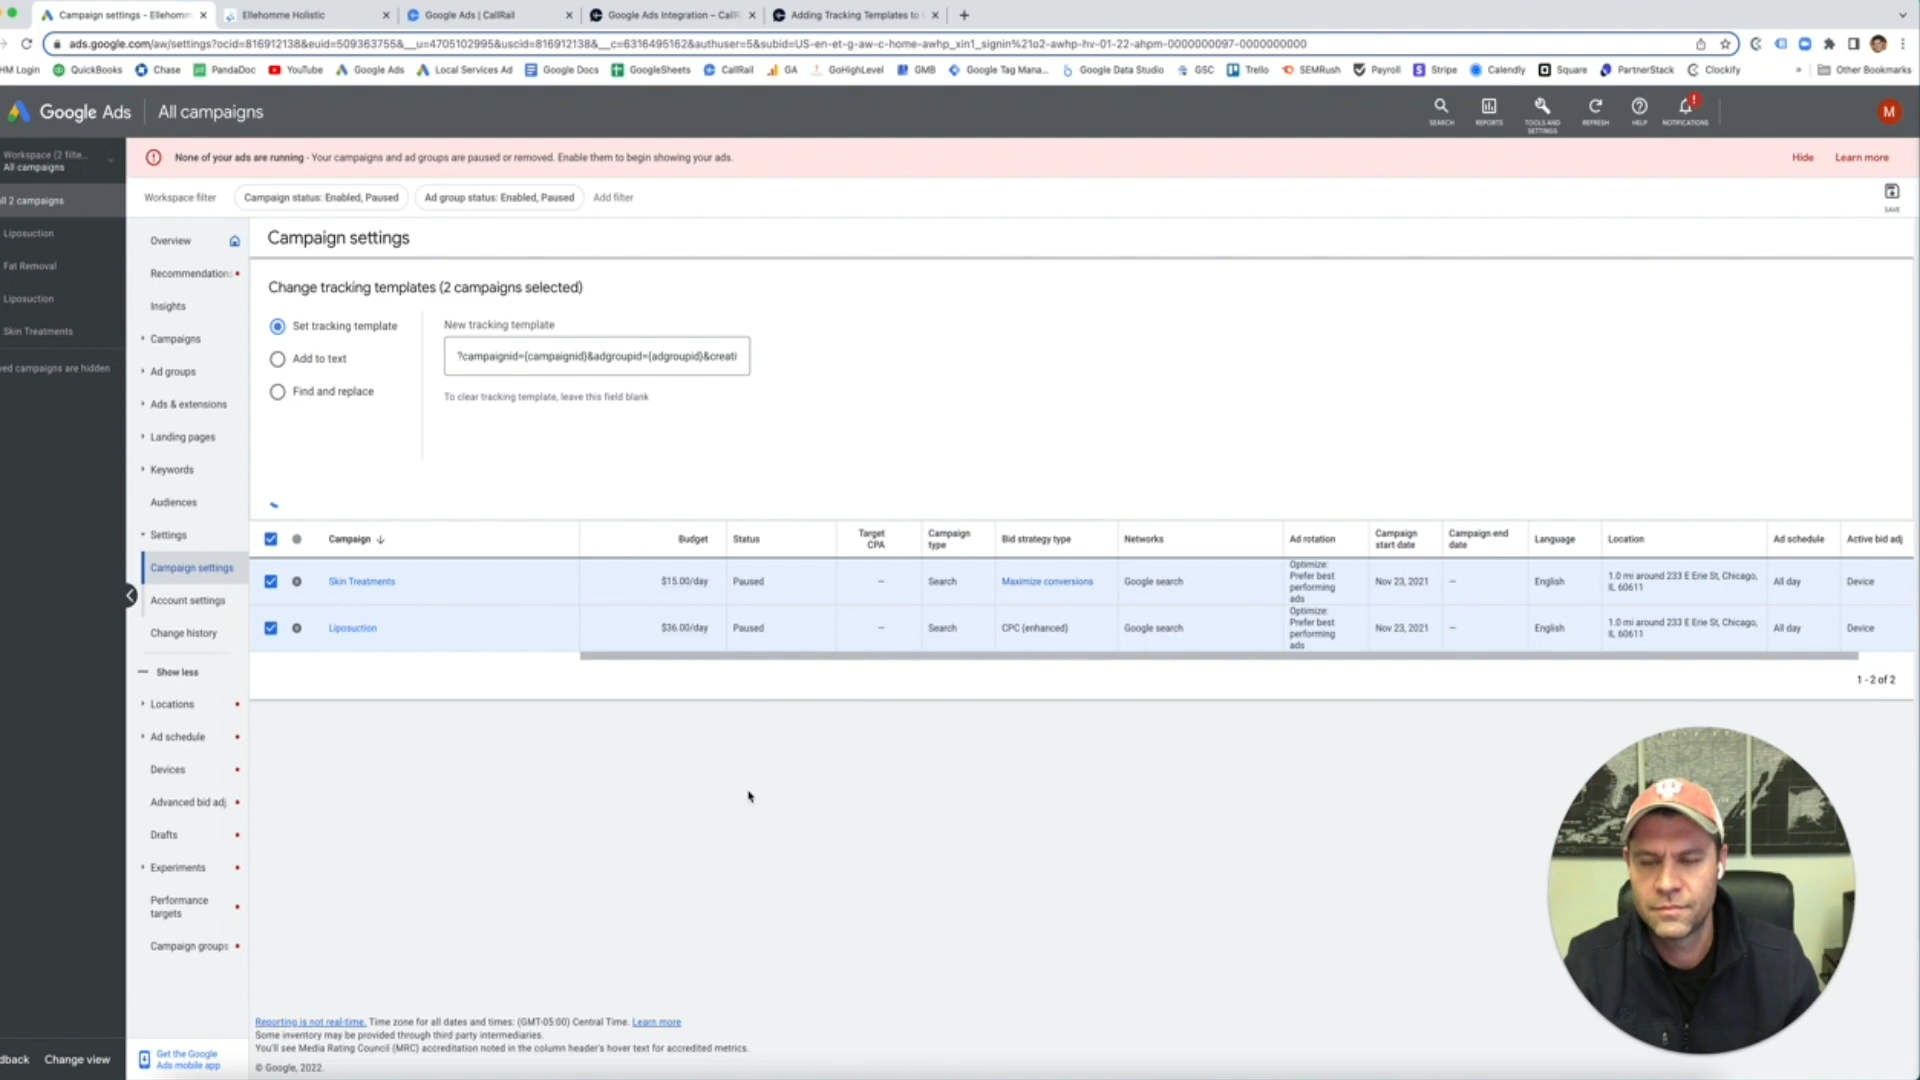 Campaign settings - Ellehomm
Ellehomme Holistic
Google Ads | CallRail
Google Ads Integration – CallR
Adding Tracking Templates to
ads.google.com/aw/settings?ocid=816912138&euid=509363755&__u=4705102995&uscid=816912138&__c=6316495162&authuser=5&subid=US-en-et-g-aw-c-home-awhp_xin1_signin%21o2-awhp-hv-01-22-ahpm-0000000097-0000000000
HM Login
QuickBooks
Chase
PandaDoc
YouTube
Google Ads
Local Services Ad
Google Docs
GoogleSheets
CallRail
GA
GoHighLevel
GMB
Google Tag Mana...
Google Data Studio
GSC
Trello
SEMRush
Payroll
Stripe
Calendly
Square
PartnerStack
Clockify
»
Other Bookmarks
Google Ads
All campaigns
SEARCH
REPORTS
TOOLS AND SETTINGS
REFRESH
HELP
NOTIFICATIONS
M
Workspace (2 filte...
All campaigns
None of your ads are running - Your campaigns and ad groups are paused or removed. Enable them to begin showing your ads.
Hide
Learn more
Workspace filter
Campaign status: Enabled, Paused
Ad group status: Enabled, Paused
Add filter
SAVE
ll 2 campaigns
Liposuction
Fat Removal
Liposuction
Skin Treatments
ved campaigns are hidden
Overview
Recommendations
Insights
Campaigns
Ad groups
Ads & extensions
Landing pages
Keywords
Audiences
Settings
Campaign settings
Account settings
Change history
Show less
Locations
Ad schedule
Devices
Advanced bid adj
Drafts
Experiments
Performance
targets
Campaign groups
Campaign settings
Change tracking templates (2 campaigns selected)
Set tracking template
Add to text
Find and replace
New tracking template
?campaignid={campaignid}&adgroupid={adgroupid}&creati
To clear tracking template, leave this field blank
Campaign
Budget
Status
Target CPA
Campaign type
Bid strategy type
Networks
Ad rotation
Campaign start date
Campaign end date
Language
Location
Ad schedule
Active bid adj
Skin Treatments
$15.00/day
Paused
–
Search
Maximize conversions
Google search
Optimize: Prefer best performing ads
Nov 23, 2021
–
English
1.0 mi around 233 E Erie St, Chicago, IL 60611
All day
Device
Liposuction
$36.00/day
Paused
–
Search
CPC (enhanced)
Google search
Optimize: Prefer best performing ads
Nov 23, 2021
–
English
1.0 mi around 233 E Erie St, Chicago, IL 60611
All day
Device
1 - 2 of 2
Reporting is not real-time. Time zone for all dates and times: (GMT-05:00) Central Time. Learn more
Some inventory may be provided through third party intermediaries.
You'll see Media Rating Council (MRC) accreditation noted in the column header's hover text for accredited metrics.
© Google, 2022.
dback
Change view
Get the Google
Ads mobile app